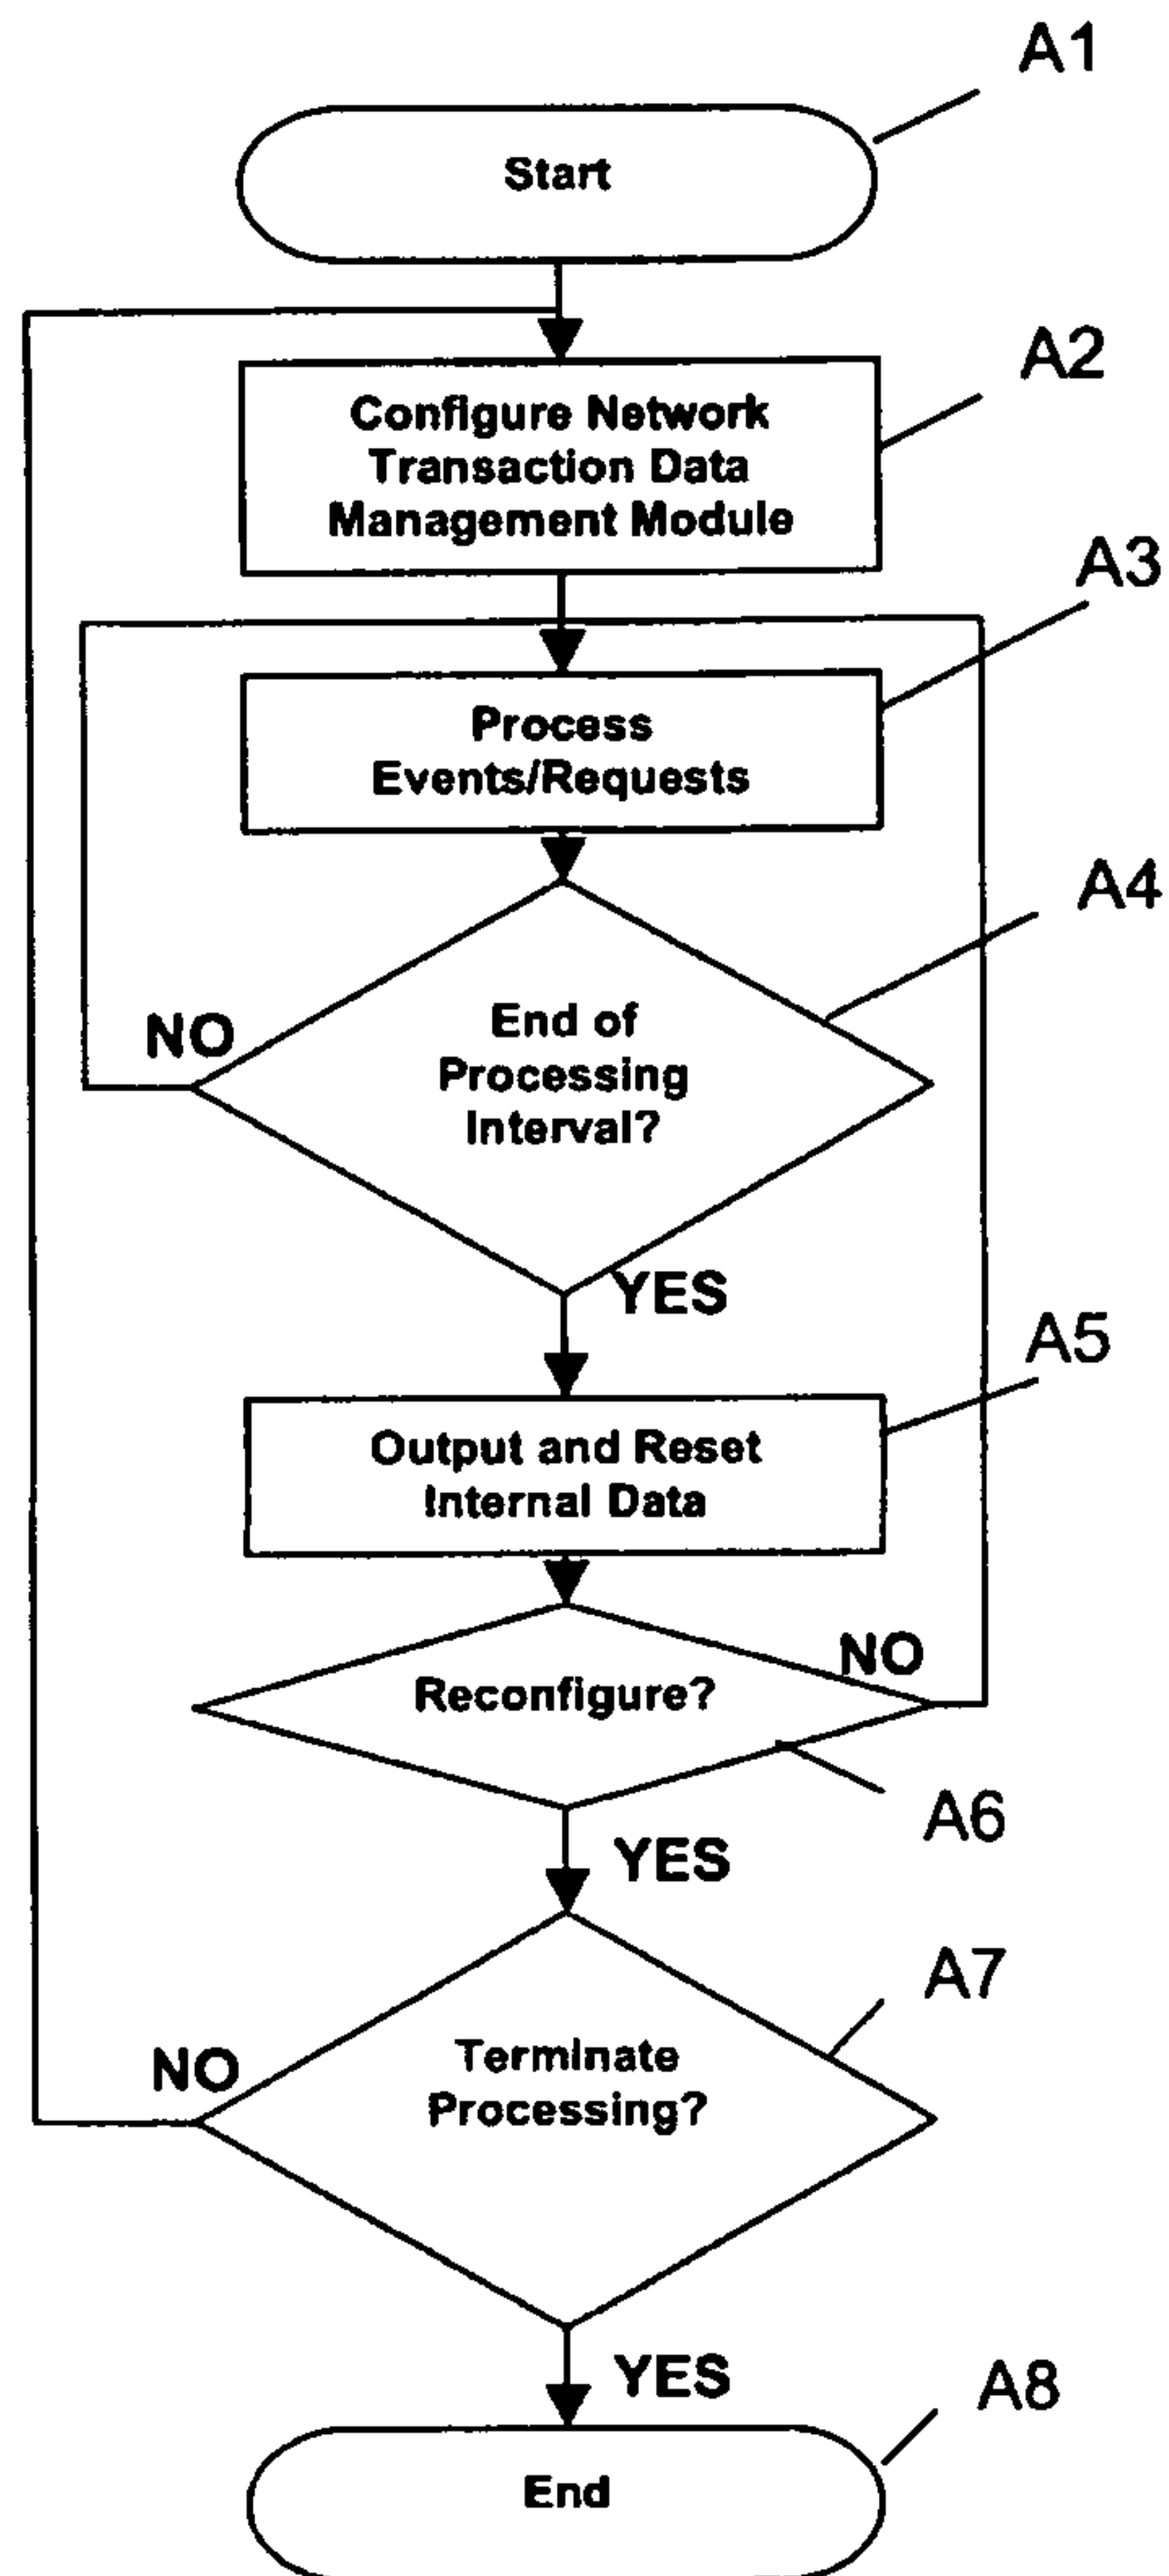 A1
Start
A2
Configure Network
Transaction Data
Management Module
A3
Process
Events/Requests
A4
NO
End of
Processing
Interval?
YES
A5
Output and Reset
Internal Data
NO
Reconfigure?
A6
YES
A7
NO
Terminate
Processing?
YES
A8
End